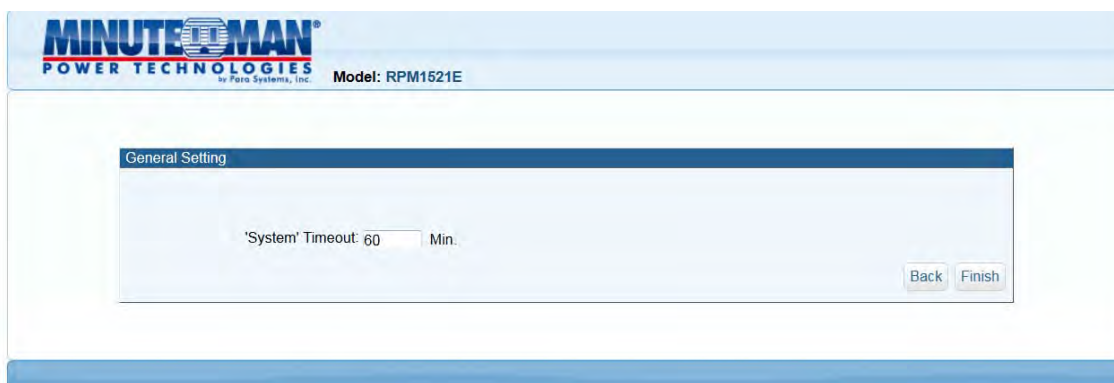 MINUTEMAN®
POWER TECHNOLOGIES
by Para Systems, Inc.
Model: RPM1521E
General Setting
'System' Timeout: 60 Min.
Back Finish